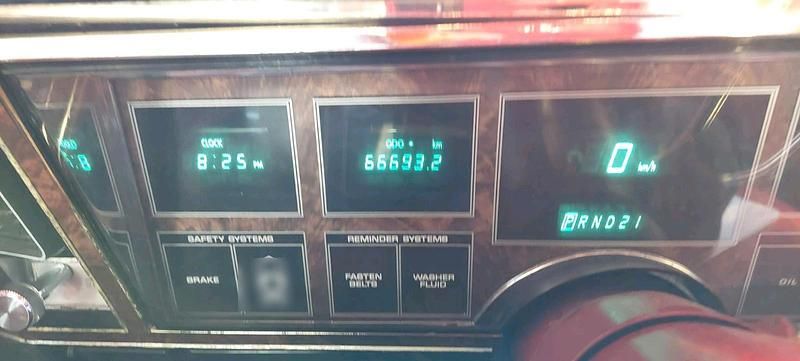 CLOCK
8:25 PM
ODO • km
66693.2
0 km/h
PRND21
SAFETY SYSTEMS
BRAKE
REMINDER SYSTEMS
FASTEN
BELTS
WASHER
FLUID
OIL